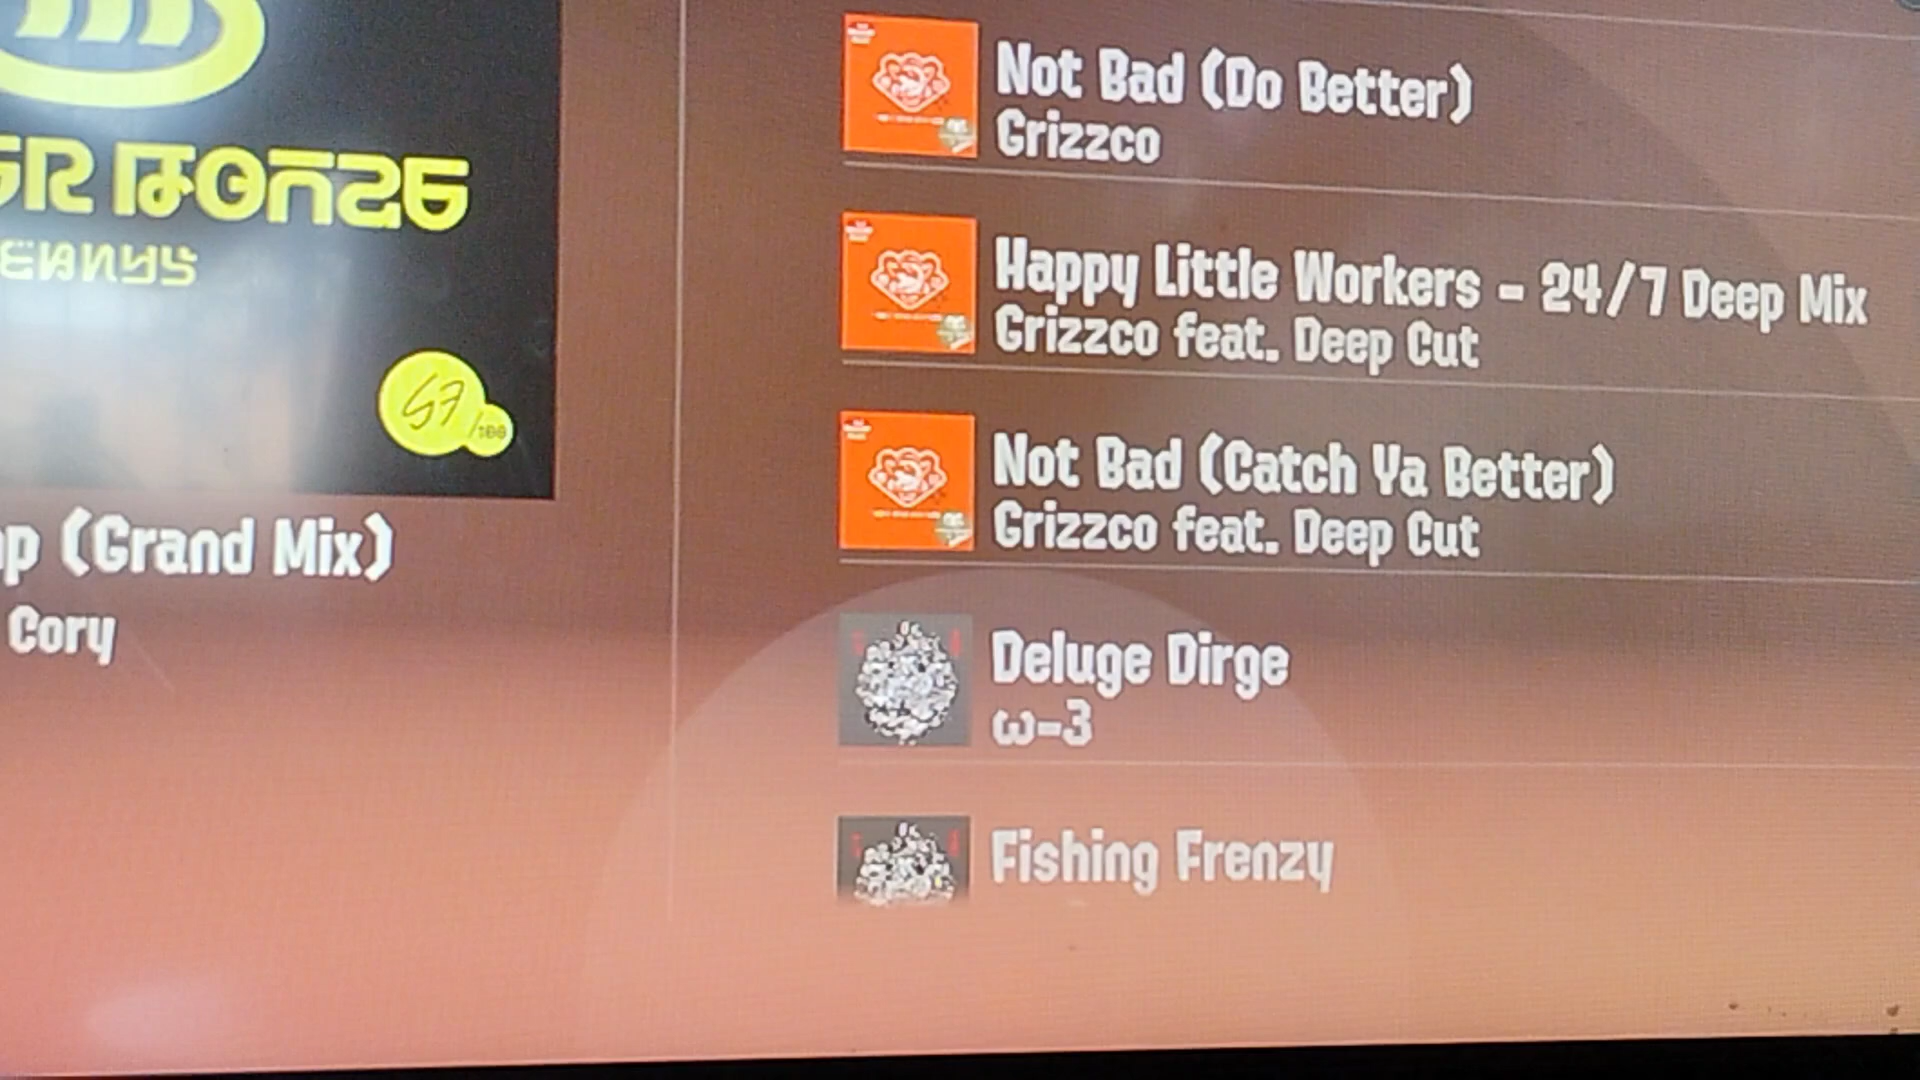 (Grand Mix)
Cory
Not Bad (Do Better)
Grizzco
Happy Little Workers - 24/7 Deep Mix
Grizzco feat. Deep Cut
Not Bad (Catch Ya Better)
Grizzco feat. Deep Cut
Deluge Dirge
ω-3
Fishing Frenzy